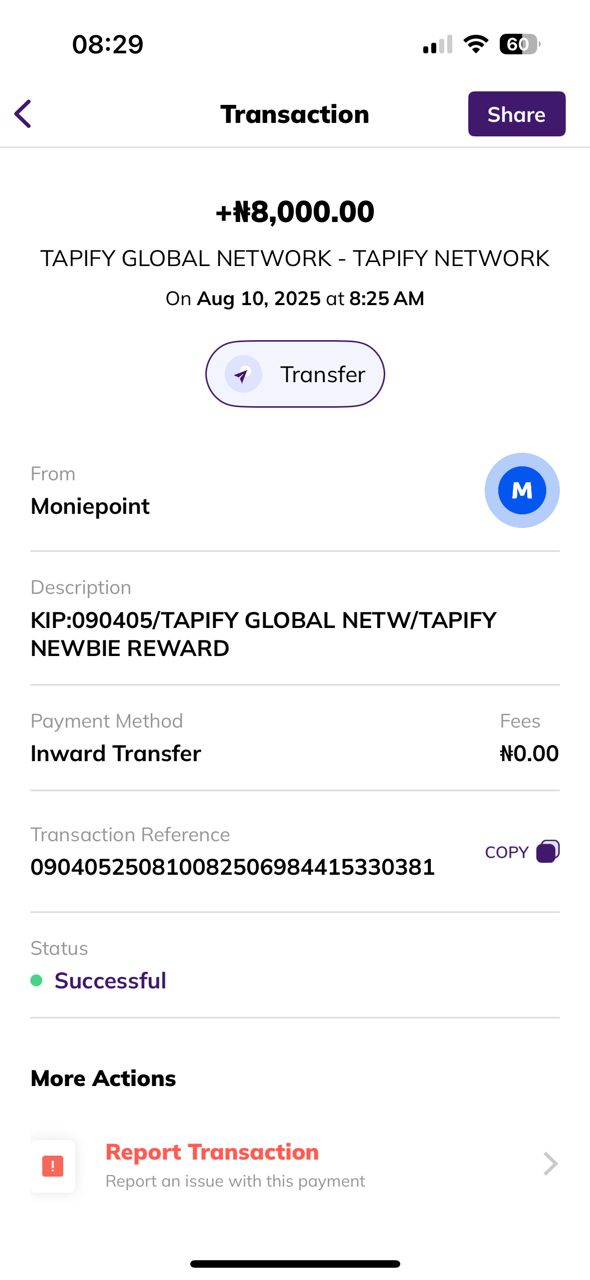 08:29
60
Transaction
Share
+₦8,000.00
TAPIFY GLOBAL NETWORK - TAPIFY NETWORK
On Aug 10, 2025 at 8:25 AM
Transfer
From
Moniepoint
M
Description
KIP:090405/TAPIFY GLOBAL NETW/TAPIFY
NEWBIE REWARD
Payment Method
Fees
Inward Transfer
₦0.00
Transaction Reference
090405250810082506984415330381
COPY
Status
Successful
More Actions
!
Report Transaction
Report an issue with this payment